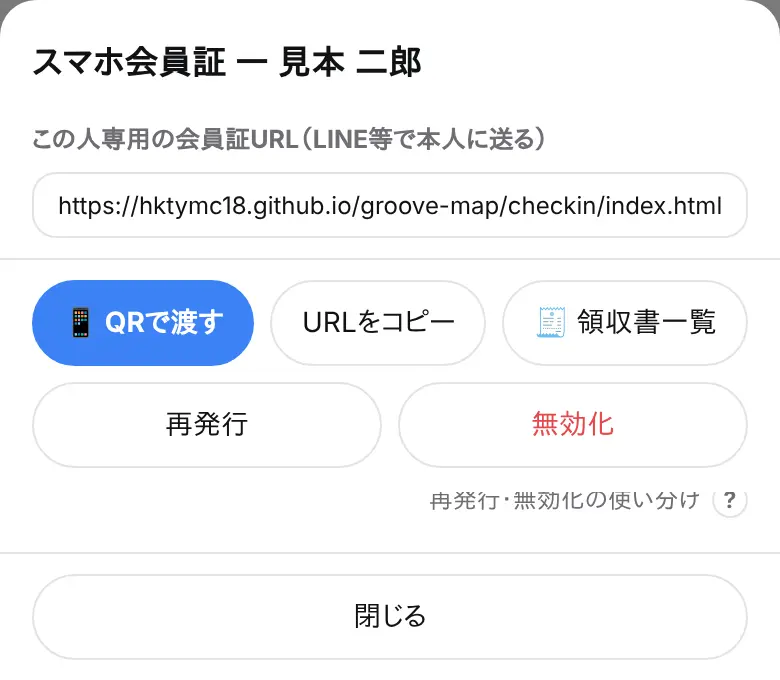 スマホ会員証 — 見本 二郎
この人専用の会員証URL（LINE等で本人に送る）
https://hktymc18.github.io/groove-map/checkin/index.html
📱 QRで渡す
URLをコピー
🧾 領収書一覧
再発行
無効化
再発行・無効化の使い分け ?
閉じる